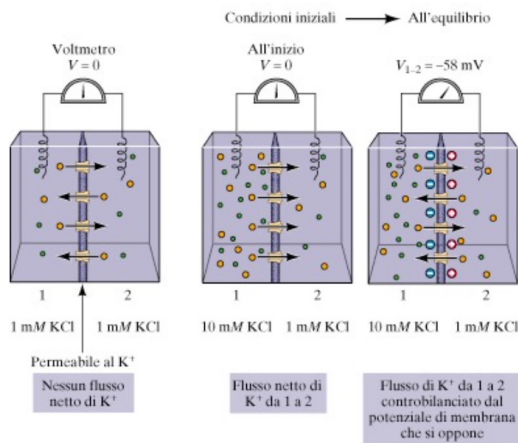 Condizioni iniziali All'equilibrio
Voltmetro
V = 0
All'inizio
V = 0
V1–2 = –58 mV
1 2
1 mM KCl 1 mM KCl
1 2
10 mM KCl 1 mM KCl
1 2
10 mM KCl 1 mM KCl
Permeabile al K+
Nessun flusso
netto di K+
Flusso netto di
K+ da 1 a 2
Flusso di K+ da 1 a 2
controbilanciato dal
potenziale di membrana
che si oppone